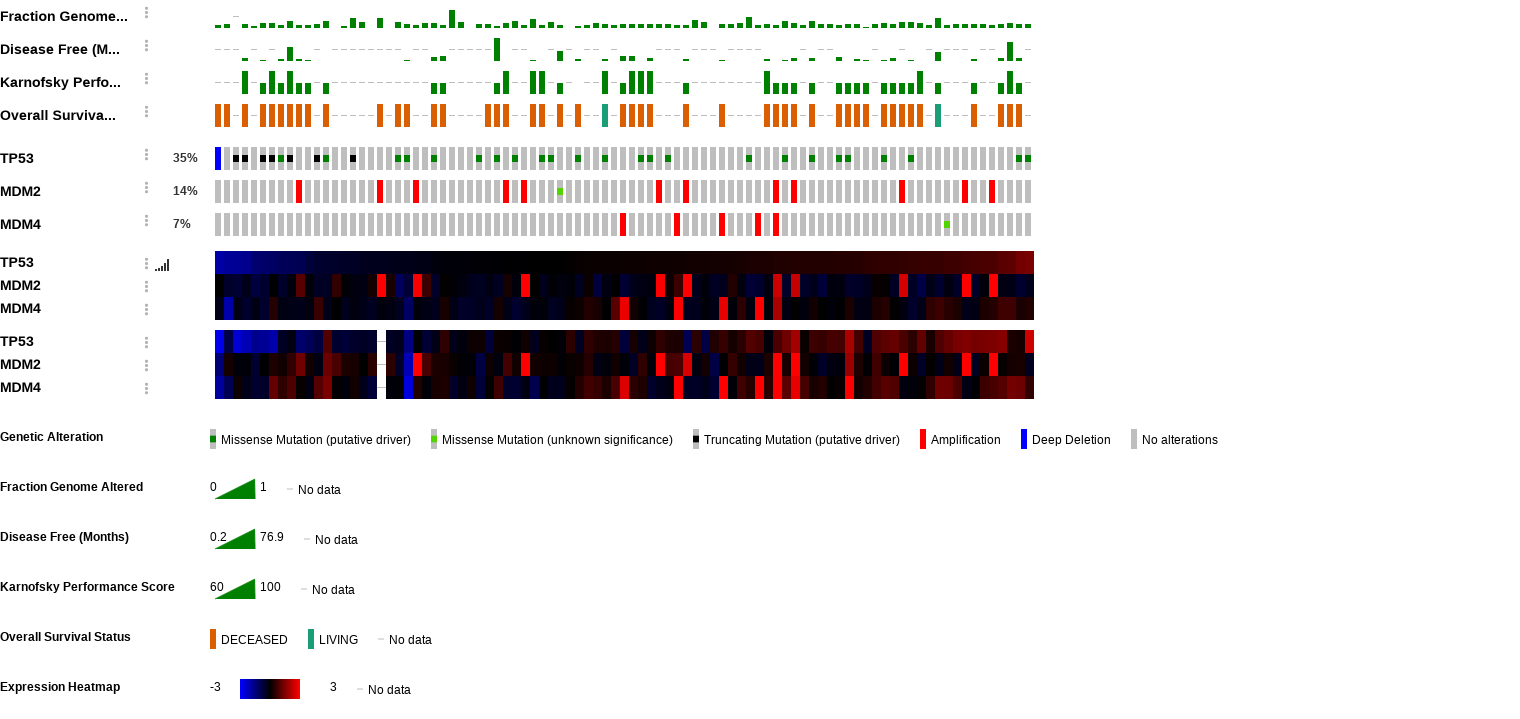 Fraction Genome...
Disease Free (M...
Karnofsky Perfo...
Overall Surviva...
TP53 35%
MDM2 14%
MDM4 7%
TP53
MDM2
MDM4
TP53
MDM2
MDM4
Genetic Alteration Missense Mutation (putative driver) Missense Mutation (unknown significance) Truncating Mutation (putative driver) Amplification Deep Deletion No alterations
Fraction Genome Altered 0 1 No data
Disease Free (Months) 0.2 76.9 No data
Karnofsky Performance Score 60 100 No data
Overall Survival Status DECEASED LIVING No data
Expression Heatmap -3 3 No data